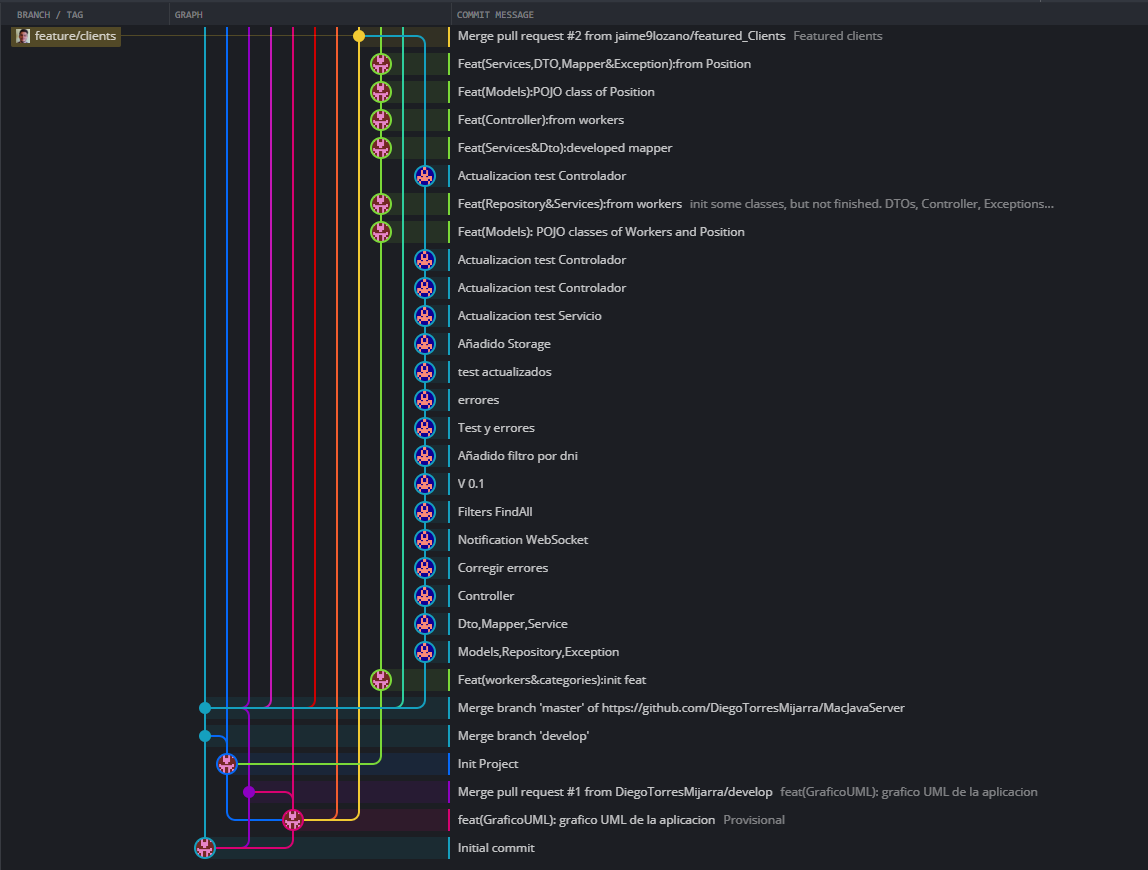 BRANCH / TAG GRAPH COMMIT MESSAGE
feature/clients Merge pull request #2 from jaime9lozano/featured_Clients Featured clients
Feat(Services,DTO,Mapper&Exception):from Position
Feat(Models):POJO class of Position
Feat(Controller):from workers
Feat(Services&Dto):developed mapper
Actualizacion test Controlador
Feat(Repository&Services):from workers init some classes, but not finished. DTOs, Controller, Exceptions...
Feat(Models): POJO classes of Workers and Position
Actualizacion test Controlador
Actualizacion test Controlador
Actualizacion test Servicio
Añadido Storage
test actualizados
errores
Test y errores
Añadido filtro por dni
V 0.1
Filters FindAll
Notification WebSocket
Corregir errores
Controller
Dto,Mapper,Service
Models,Repository,Exception
Feat(workers&categories):init feat
Merge branch 'master' of https://github.com/DiegoTorresMijarra/MacJavaServer
Merge branch 'develop'
Init Project
Merge pull request #1 from DiegoTorresMijarra/develop feat(GraficoUML): grafico UML de la aplicacion
feat(GraficoUML): grafico UML de la aplicacion Provisional
Initial commit